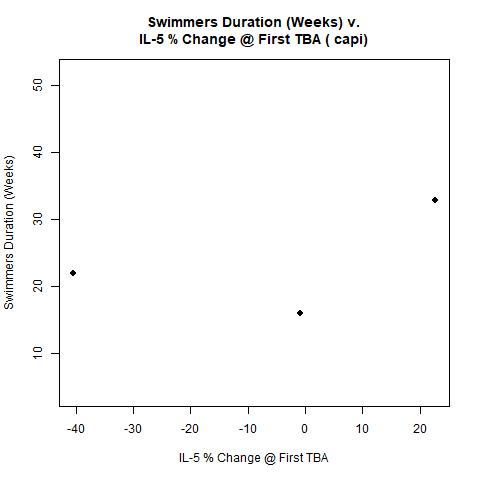 Swimmers Duration (Weeks) v.
IL-5 % Change @ First TBA ( capi)
Swimmers Duration (Weeks)
50
40
30
20
10
-40 -30 -20 -10 0 10 20
IL-5 % Change @ First TBA